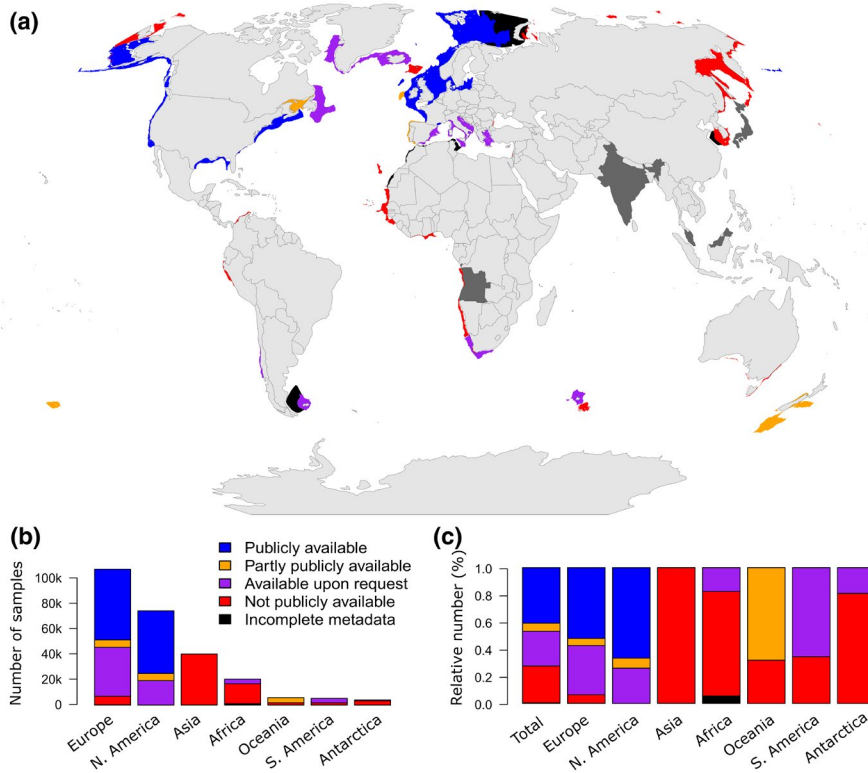 (a)
(b)
Number of samples
100k
80k
60k
40k
20k
0k
Europe
N. America
Asia
Africa
Oceania
S. America
Antarctica
Publicly available
Partly publicly available
Available upon request
Not publicly available
Incomplete metadata
(c)
Relative number (%)
1.0
0.8
0.6
0.4
0.2
0.0
Total
Europe
N. America
Asia
Africa
Oceania
S. America
Antarctica